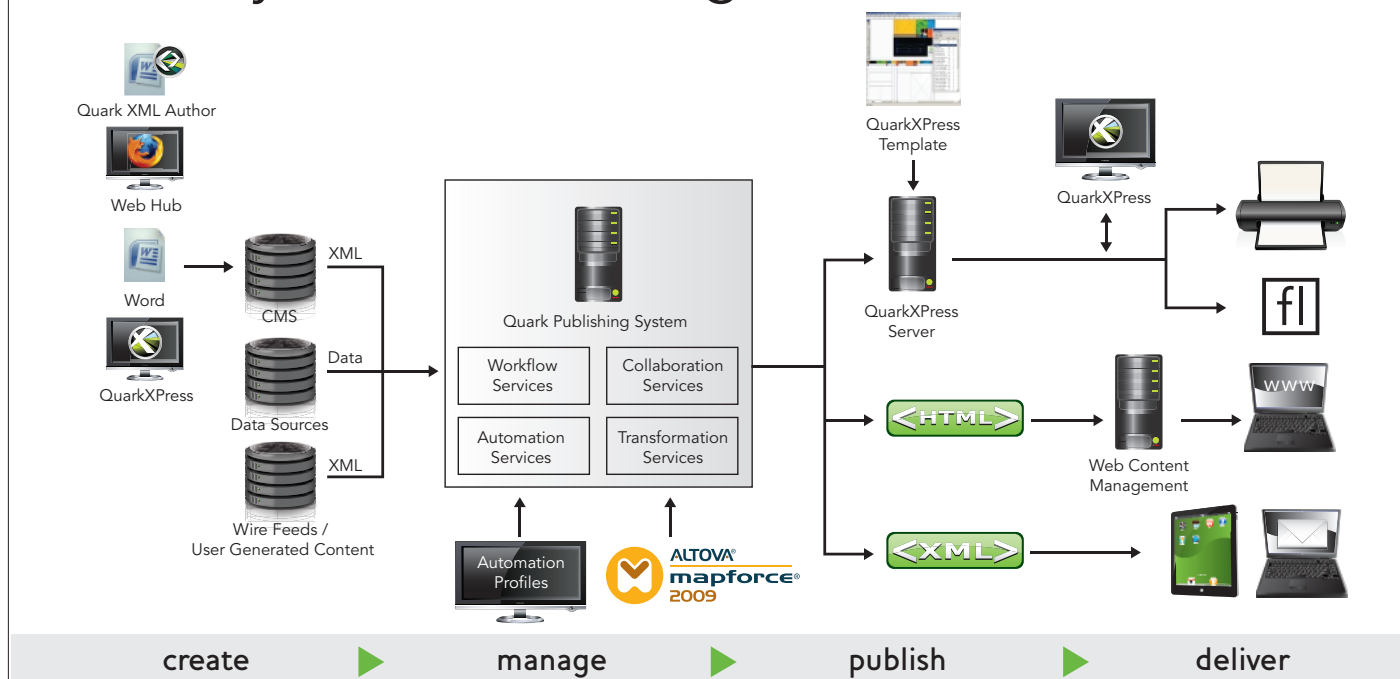 Quark XML Author
Web Hub
Word
QuarkXPress
XML
CMS
Data
Data Sources
XML
Wire Feeds /
User Generated Content
Quark Publishing System
Workflow
Services
Collaboration
Services
Automation
Services
Transformation
Services
Automation
Profiles
ALTOVA®
mapforce®
2009
QuarkXPress
Template
QuarkXPress
Server
QuarkXPress
fl
<HTML>
Web Content
Management
WWW
<XML>
create
manage
publish
deliver